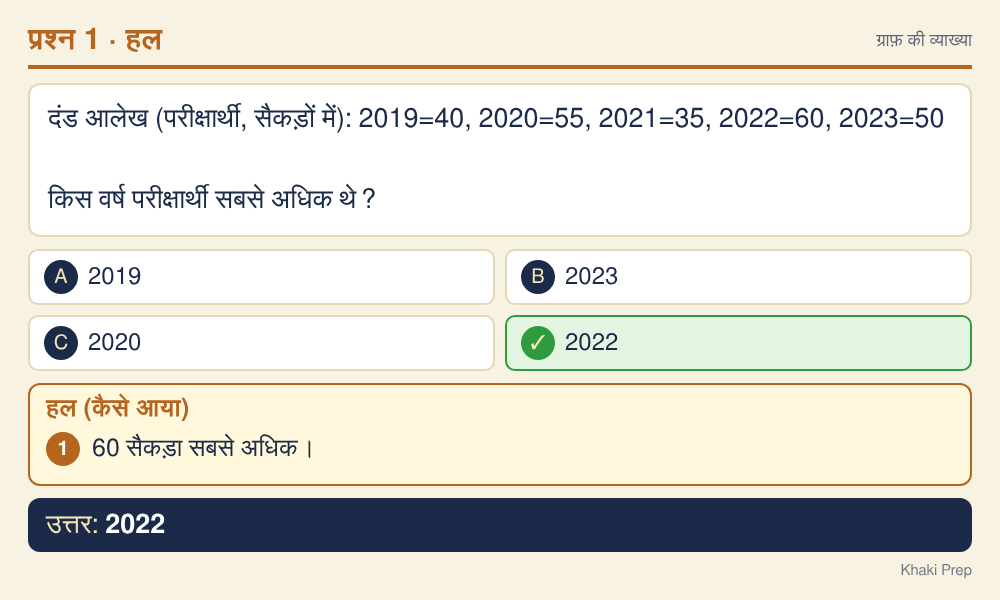 प्रश्न 1 · हल
ग्राफ़ की व्याख्या
दंड आलेख (परीक्षार्थी, सैकड़ों में): 2019=40, 2020=55, 2021=35, 2022=60, 2023=50
किस वर्ष परीक्षार्थी सबसे अधिक थे ?
A 2019
B 2023
C 2020
✓ 2022
हल (कैसे आया)
1 60 सैकड़ा सबसे अधिक।
उत्तर: 2022
Khaki Prep